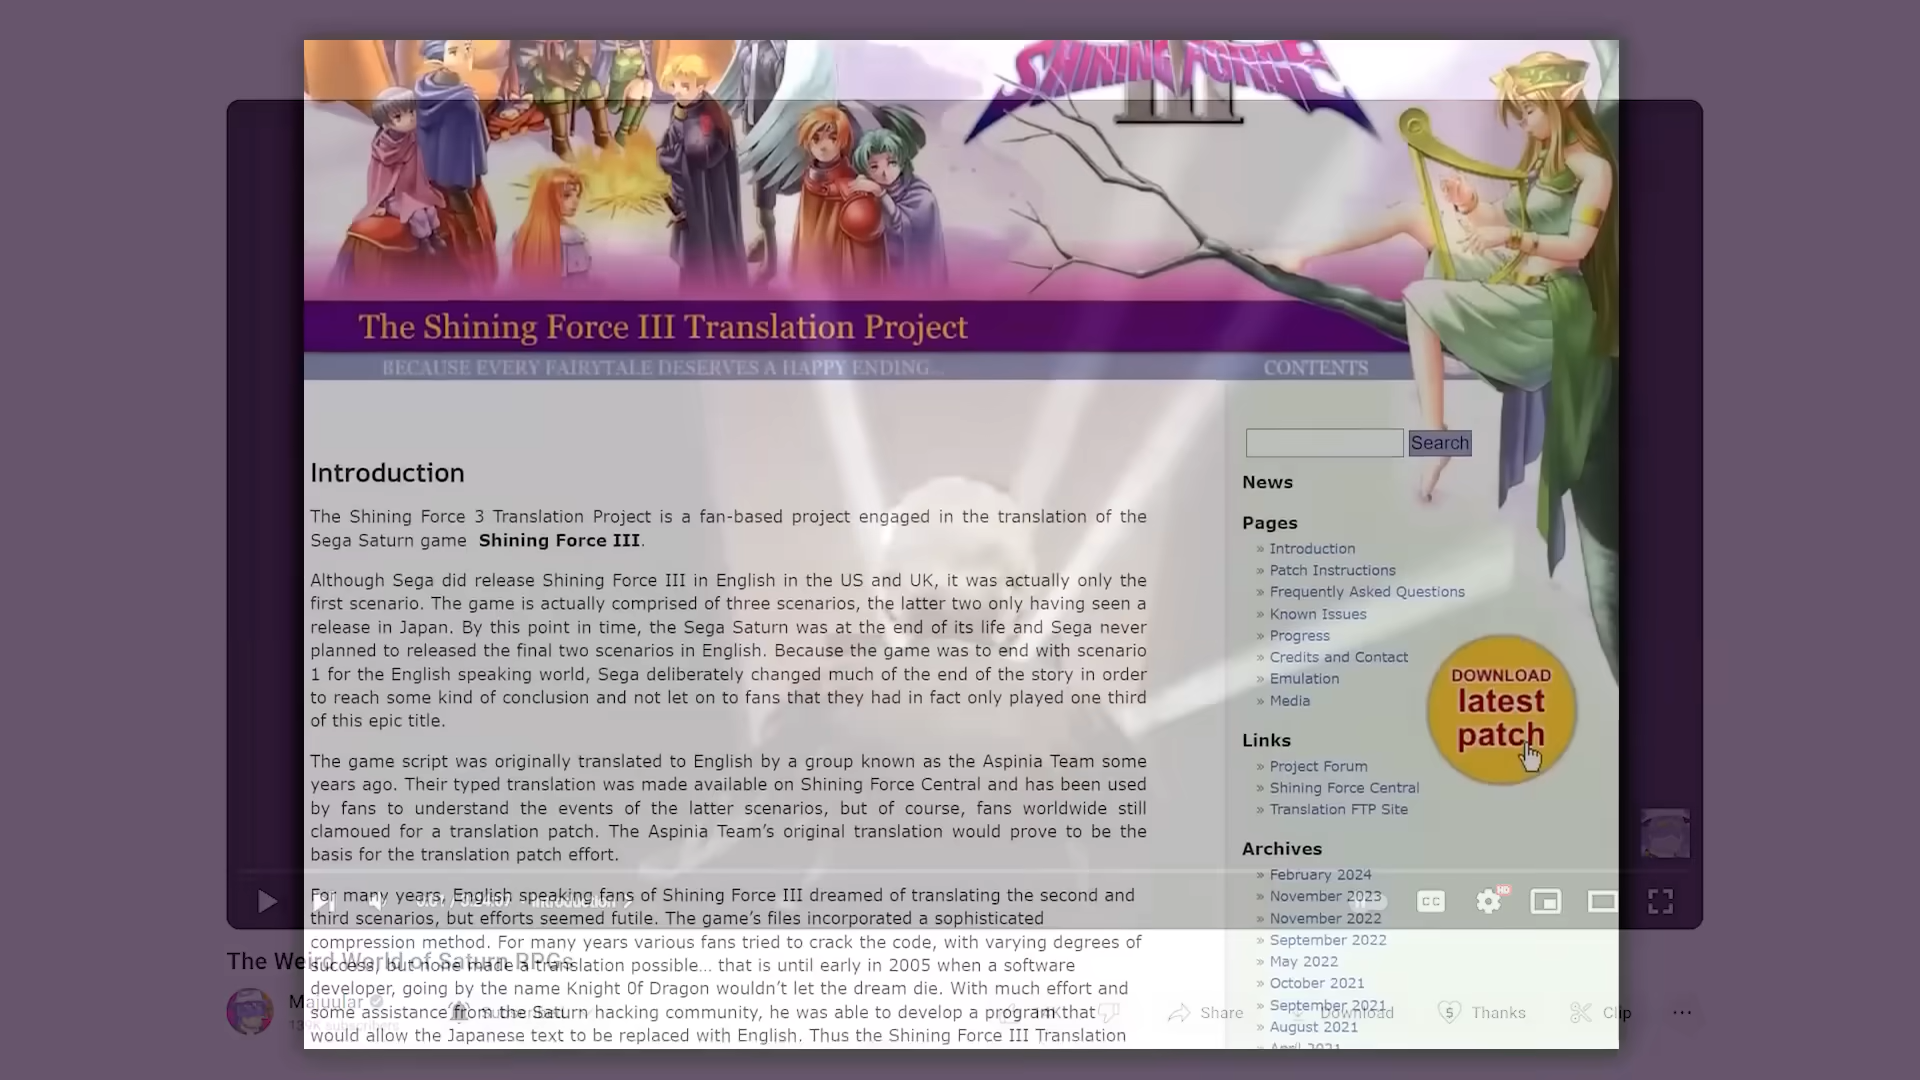 SHINING FORCE
III
The Shining Force III Translation Project
BECAUSE EVERY FAIRYTALE DESERVES A HAPPY ENDING...
CONTENTS
Search
Introduction
The Shining Force 3 Translation Project is a fan-based project engaged in the translation of the
Sega Saturn game Shining Force III.
Although Sega did release Shining Force III in English in the US and UK, it was actually only the
first scenario. The game is actually comprised of three scenarios, the latter two only having seen a
release in Japan. By this point in time, the Sega Saturn was at the end of its life and Sega never
planned to released the final two scenarios in English. Because the game was to end with scenario
1 for the English speaking world, Sega deliberately changed much of the end of the story in order
to reach some kind of conclusion and not let on to fans that they had in fact only played one third
of this epic title.
The game script was originally translated to English by a group known as the Aspinia Team some
years ago. Their typed translation was made available on Shining Force Central and has been used
by fans to understand the events of the latter scenarios, but of course, fans worldwide still
clamoued for a translation patch. The Aspinia Team's original translation would prove to be the
basis for the translation patch effort.
For many years, English speaking fans of Shining Force III dreamed of translating the second and
third scenarios, but efforts seemed futile. The game's files incorporated a sophisticated
compression method. For many years various fans tried to crack the code, with varying degrees of
success, but none made a translation possible... that is until early in 2005 when a software
developer, going by the name Knight 0f Dragon wouldn't let the dream die. With much effort and
some assistance from the Saturn hacking community, he was able to develop a program that
would allow the Japanese text to be replaced with English. Thus the Shining Force III Translation
News
Pages
» Introduction
» Patch Instructions
» Frequently Asked Questions
» Known Issues
» Progress
» Credits and Contact
» Emulation
» Media
DOWNLOAD
latest
patch
Links
» Project Forum
» Shining Force Central
» Translation FTP Site
Archives
» February 2024
» November 2023
» November 2022
» September 2022
» May 2022
» October 2021
» September 2021
» August 2021
» April 2021
CC
HD
The Weird World of Saturn RPGs
Majuular
subscribers
Share
Download
Thanks
Clip